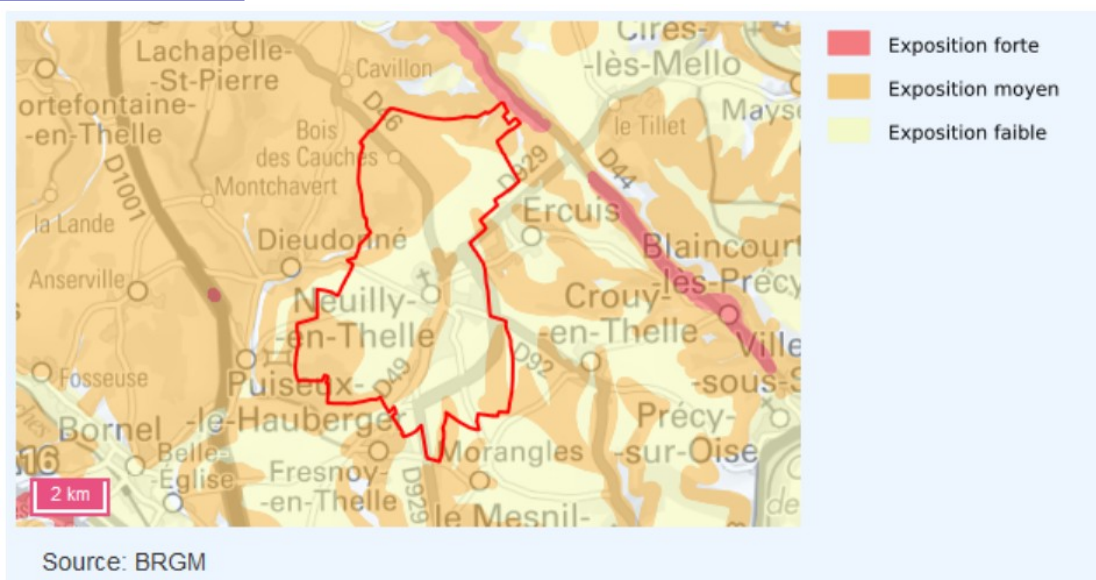 Cires-
-lès-Mello
Lachapelle-
-St-Pierre
Cavillon
ortefontaine-
-en-Thelle
D46
Bois
des Cauches
le Tillet
D929
D44
D1001
Montchavert
la Lande
Ercuis
Dieudonné
Blaincourt
-lès-Précy
Anserville
Neuilly-
-en-Thelle
Crouy-
-en-Thelle
Ville
D92
Fosseuse
Puiseux-
-le-Hauberger
D49
-sous-S
Précy-
-sur-Oise
Bornel
Belle-
-Église
Morangles
16
Fresnoy-
-en-Thelle
D929
le Mesnil-
de
2 km
Exposition forte
Exposition moyen
Exposition faible
Source: BRGM